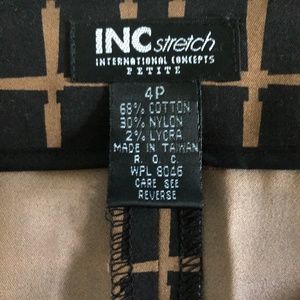 INC stretch
INTERNATIONAL CONCEPTS
PETITE
4P
68% COTTON
30% NYLON
2% LYCRA
MADE IN TAIWAN
R. O. C.
WPL 8046
CARE SEE
REVERSE